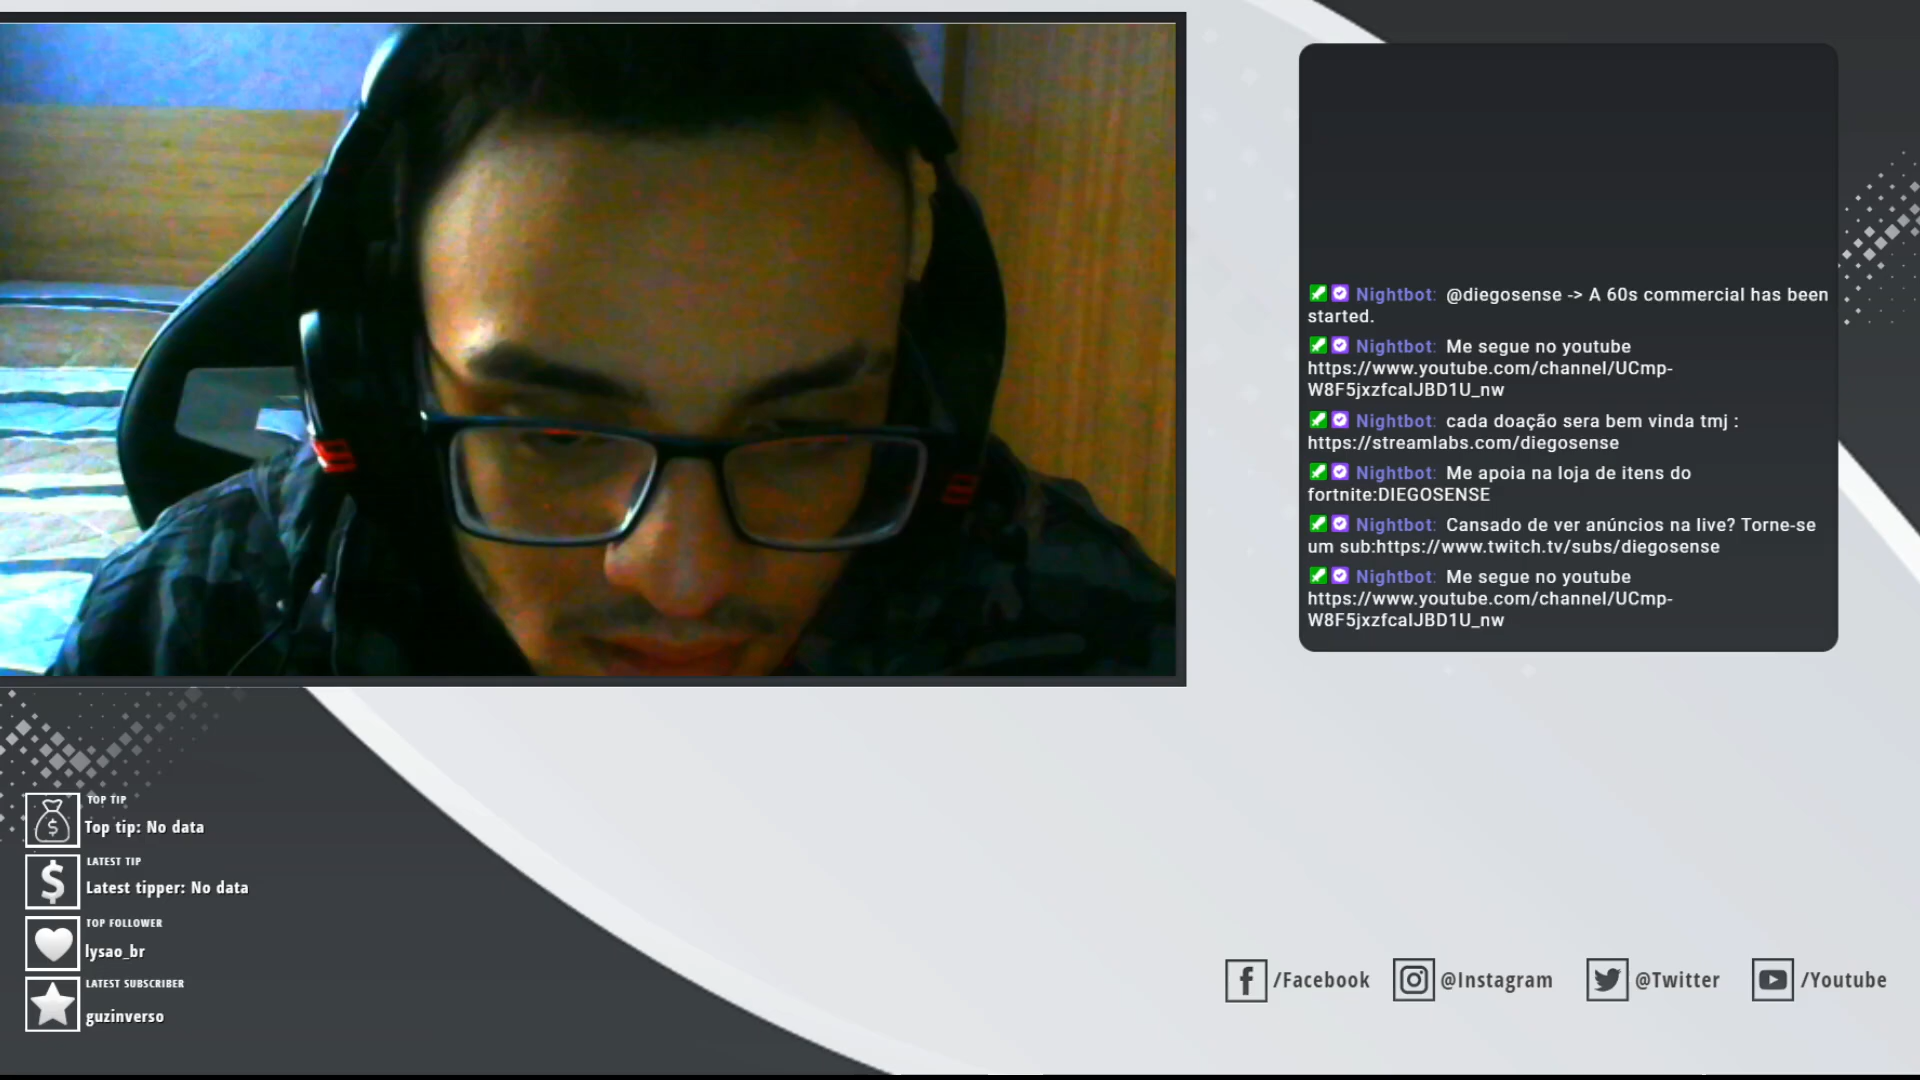 Nightbot: @diegosense -> A 60s commercial has been
started.
Nightbot: Me segue no youtube
https://www.youtube.com/channel/UCmp-
W8F5jxzfcaIJBD1U_nw
Nightbot: cada doação sera bem vinda tmj :
https://streamlabs.com/diegosense
Nightbot: Me apoia na loja de itens do
fortnite:DIEGOSENSE
Nightbot: Cansado de ver anúncios na live? Torne-se
um sub:https://www.twitch.tv/subs/diegosense
Nightbot: Me segue no youtube
https://www.youtube.com/channel/UCmp-
W8F5jxzfcaIJBD1U_nw
TOP TIP
Top tip: No data
LATEST TIP
Latest tipper: No data
TOP FOLLOWER
lysao_br
LATEST SUBSCRIBER
guzinverso
/Facebook @Instagram @Twitter /Youtube